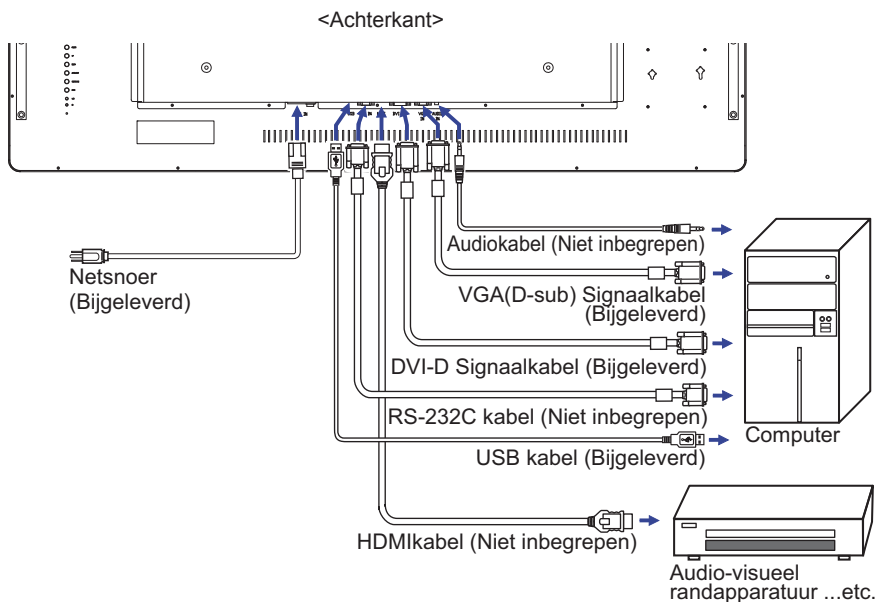 <Achterkant>
Audiokabel (Niet inbegrepen)
Netsnoer
(Bijgeleverd)
VGA(D-sub) Signaalkabel
(Bijgeleverd)
DVI-D Signaalkabel (Bijgeleverd)
RS-232C kabel (Niet inbegrepen)
Computer
USB kabel (Bijgeleverd)
HDMIkabel (Niet inbegrepen)
Audio-visueel
randapparatuur ...etc.